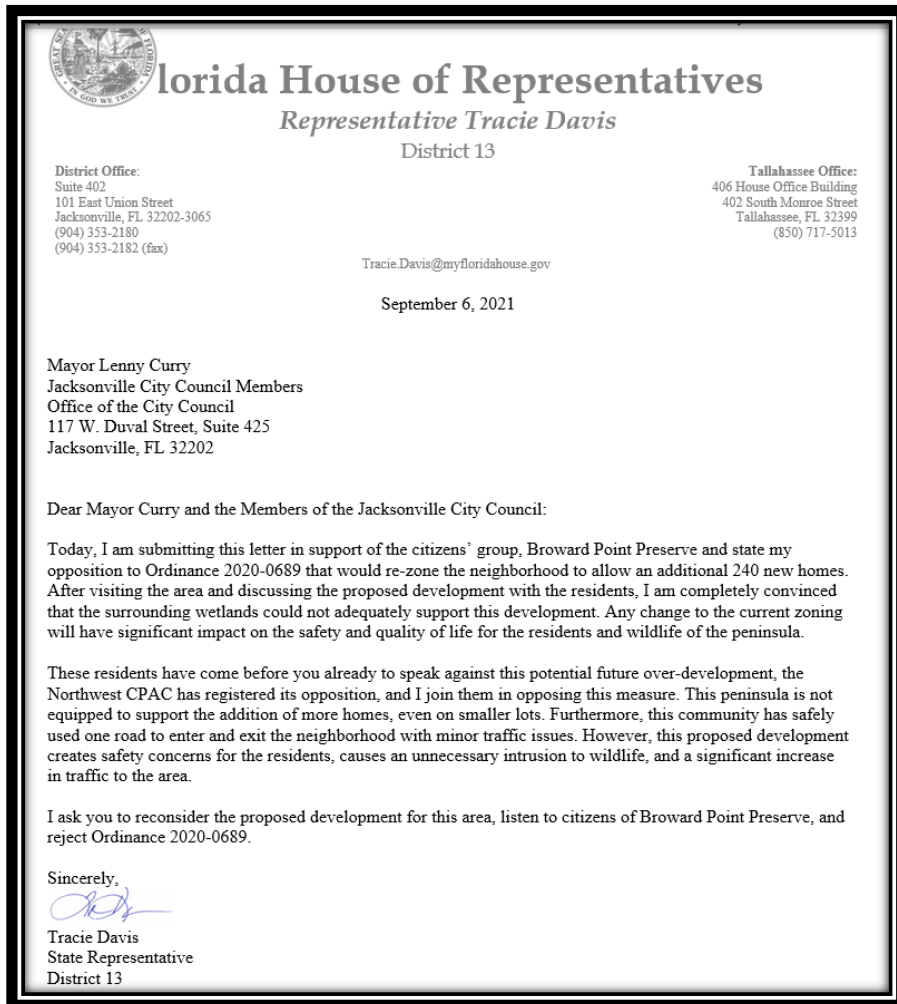 GREAT SEAL OF FLORIDA
IN GOD WE TRUST
lorida House of Representatives
Representative Tracie Davis
District 13
District Office:
Suite 402
101 East Union Street
Jacksonville, FL 32202-3065
(904) 353-2180
(904) 353-2182 (fax)
Tallahassee Office:
406 House Office Building
402 South Monroe Street
Tallahassee, FL 32399
(850) 717-5013
Tracie.Davis@myfloridahouse.gov
September 6, 2021
Mayor Lenny Curry
Jacksonville City Council Members
Office of the City Council
117 W. Duval Street, Suite 425
Jacksonville, FL 32202
Dear Mayor Curry and the Members of the Jacksonville City Council:
Today, I am submitting this letter in support of the citizens’ group, Broward Point Preserve and state my
opposition to Ordinance 2020-0689 that would re-zone the neighborhood to allow an additional 240 new homes.
After visiting the area and discussing the proposed development with the residents, I am completely convinced
that the surrounding wetlands could not adequately support this development. Any change to the current zoning
will have significant impact on the safety and quality of life for the residents and wildlife of the peninsula.
These residents have come before you already to speak against this potential future over-development, the
Northwest CPAC has registered its opposition, and I join them in opposing this measure. This peninsula is not
equipped to support the addition of more homes, even on smaller lots. Furthermore, this community has safely
used one road to enter and exit the neighborhood with minor traffic issues. However, this proposed development
creates safety concerns for the residents, causes an unnecessary intrusion to wildlife, and a significant increase
in traffic to the area.
I ask you to reconsider the proposed development for this area, listen to citizens of Broward Point Preserve, and
reject Ordinance 2020-0689.
Sincerely,
Tracie Davis
State Representative
District 13